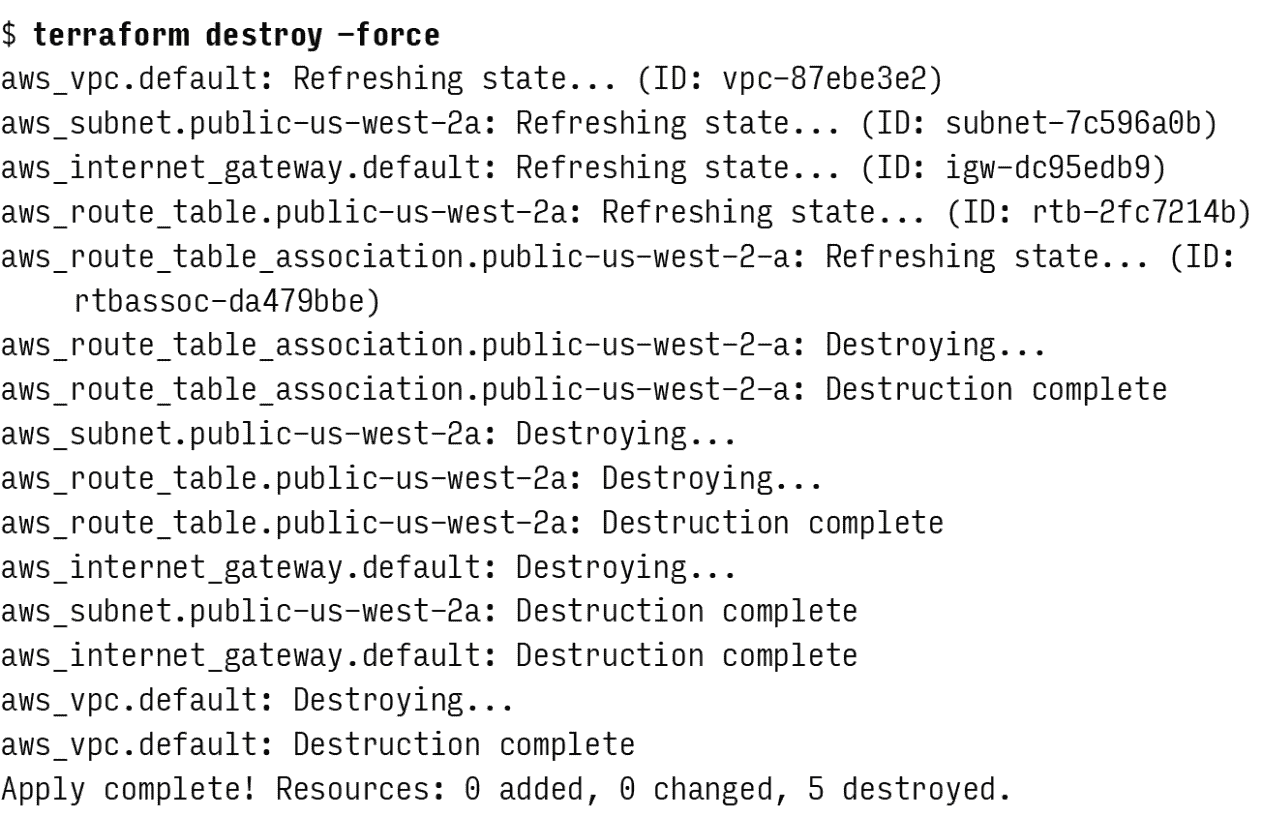 $ terraform destroy -force
aws_vpc.default: Refreshing state... (ID: vpc-87ebe3e2)
aws_subnet.public-us-west-2a: Refreshing state... (ID: subnet-7c596a0b)
aws_internet_gateway.default: Refreshing state... (ID: igw-dc95edb9)
aws_route_table.public-us-west-2a: Refreshing state... (ID: rtb-2fc7214b)
aws_route_table_association.public-us-west-2-a: Refreshing state... (ID:
rtbassoc-da479bbe)
aws_route_table_association.public-us-west-2-a: Destroying...
aws_route_table_association.public-us-west-2-a: Destruction complete
aws_subnet.public-us-west-2a: Destroying...
aws_route_table.public-us-west-2a: Destroying...
aws_route_table.public-us-west-2a: Destruction complete
aws_internet_gateway.default: Destroying...
aws_subnet.public-us-west-2a: Destruction complete
aws_internet_gateway.default: Destruction complete
aws_vpc.default: Destroying...
aws_vpc.default: Destruction complete
Apply complete! Resources: 0 added, 0 changed, 5 destroyed.